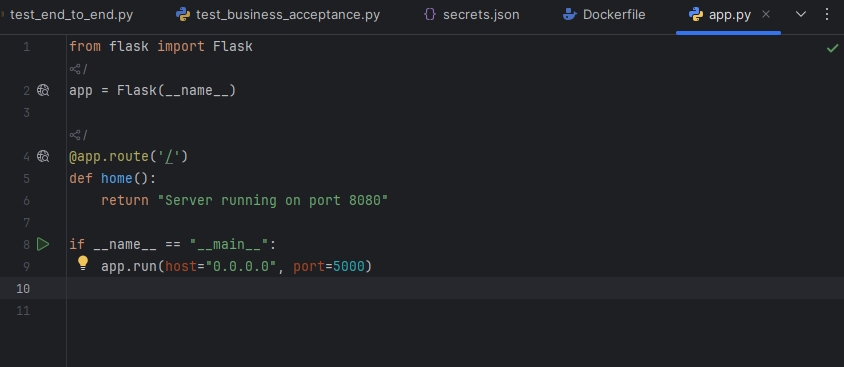 test_end_to_end.py test_business_acceptance.py {} secrets.json Dockerfile app.py
1 from flask import Flask
/
2 app = Flask(__name__)
3
/
4 @app.route('/')
5 def home():
6 return "Server running on port 8080"
7
8 if __name__ == "__main__":
9 app.run(host="0.0.0.0", port=5000)
10
11